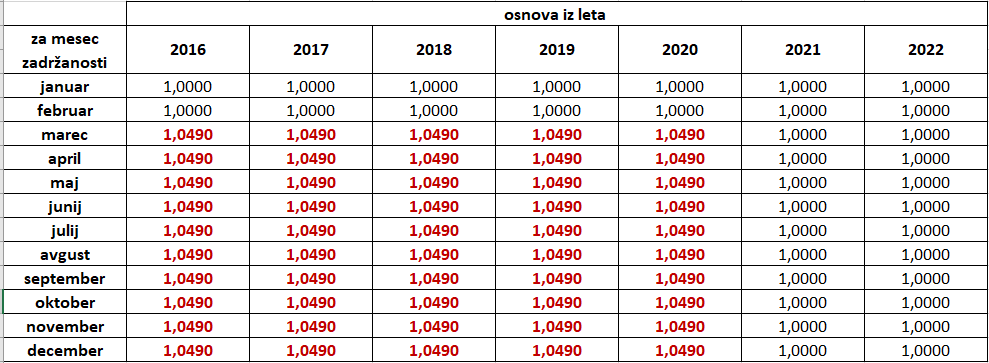 osnova iz leta
za mesec
zadržanosti 2016 2017 2018 2019 2020 2021 2022
januar 1,0000 1,0000 1,0000 1,0000 1,0000 1,0000 1,0000
februar 1,0000 1,0000 1,0000 1,0000 1,0000 1,0000 1,0000
marec 1,0490 1,0490 1,0490 1,0490 1,0490 1,0000 1,0000
april 1,0490 1,0490 1,0490 1,0490 1,0490 1,0000 1,0000
maj 1,0490 1,0490 1,0490 1,0490 1,0490 1,0000 1,0000
junij 1,0490 1,0490 1,0490 1,0490 1,0490 1,0000 1,0000
julij 1,0490 1,0490 1,0490 1,0490 1,0490 1,0000 1,0000
avgust 1,0490 1,0490 1,0490 1,0490 1,0490 1,0000 1,0000
september 1,0490 1,0490 1,0490 1,0490 1,0490 1,0000 1,0000
oktober 1,0490 1,0490 1,0490 1,0490 1,0490 1,0000 1,0000
november 1,0490 1,0490 1,0490 1,0490 1,0490 1,0000 1,0000
december 1,0490 1,0490 1,0490 1,0490 1,0490 1,0000 1,0000